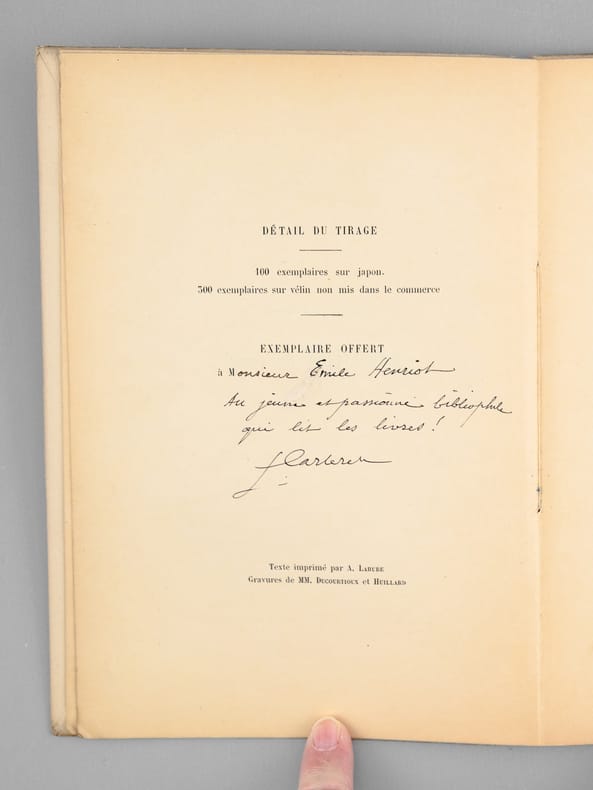 DÉTAIL DU TIRAGE
100 exemplaires sur japon.
300 exemplaires sur vélin non mis dans le commerce
EXEMPLAIRE OFFERT
à Monsieur Emile Henriot
Au jeune et passionné bibliophile
qui lit les livres !
J Carteret
Texte imprimé par A. LAHURE
Gravures de MM. DUCOURTIOUX et HUILLARD